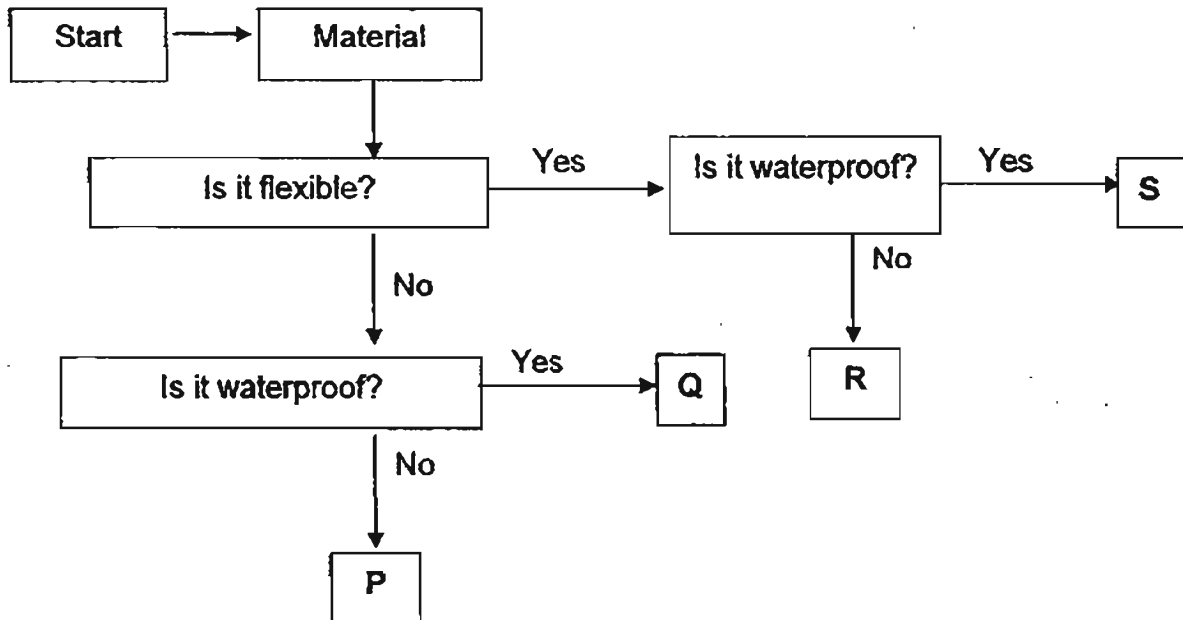 Start
Material
Is it flexible?
Yes
Is it waterproof?
Yes
S
No
R
No
Is it waterproof?
Yes
Q
No
P